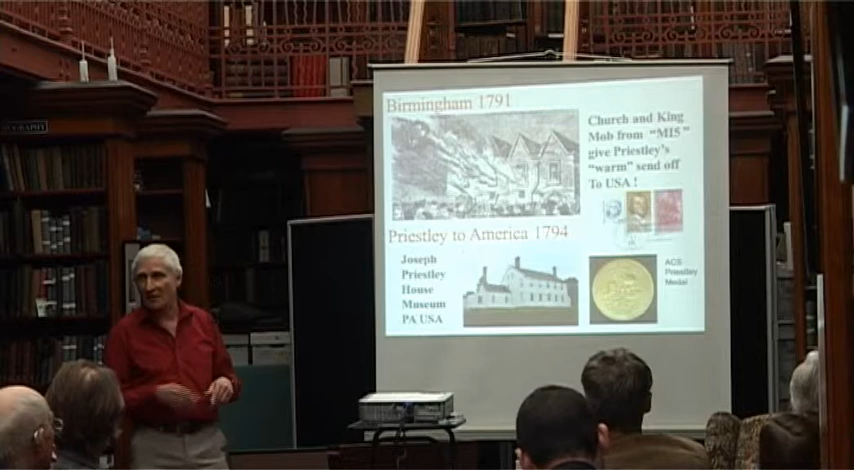 Birmingham 1791
Church and King
Mob from "MI5"
give Priestley's
"warm" send off
To USA !
Priestley to America 1794
Joseph
Priestley
House
Museum
PA USA
ACS
Priestley
Medal